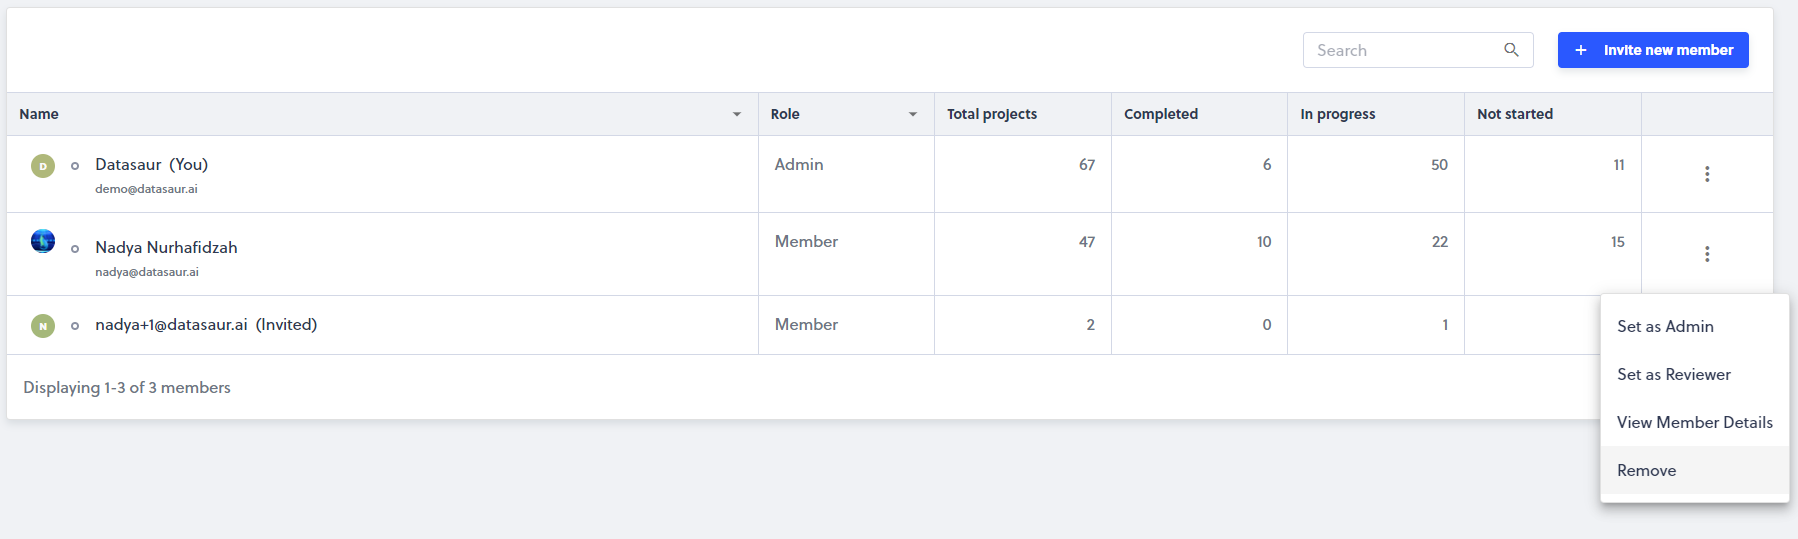 Search
+ Invite new member
Name Role Total projects Completed In progress Not started
D Datasaur (You) Admin 67 6 50 11
demo@datasaur.ai
Nadya Nurhafidzah Member 47 10 22 15
nadya@datasaur.ai
N nadya+1@datasaur.ai (Invited) Member 2 0 1
Set as Admin
Set as Reviewer
Displaying 1-3 of 3 members
View Member Details
Remove